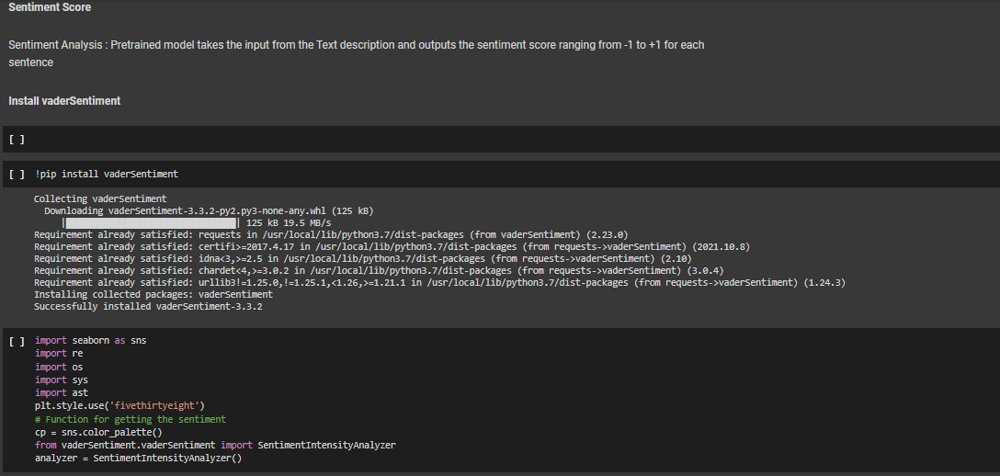 Sentiment Score
Sentiment Analysis : Pretrained model takes the input from the Text description and outputs the sentiment score ranging from -1 to +1 for each
sentence
Install vaderSentiment
[ ]
[ ] !pip install vaderSentiment
Collecting vaderSentiment
  Downloading vaderSentiment-3.3.2-py2.py3-none-any.whl (125 kB)
     |████████████████████████████████| 125 kB 19.5 MB/s
Requirement already satisfied: requests in /usr/local/lib/python3.7/dist-packages (from vaderSentiment) (2.23.0)
Requirement already satisfied: certifi>=2017.4.17 in /usr/local/lib/python3.7/dist-packages (from requests->vaderSentiment) (2021.10.8)
Requirement already satisfied: idna<3,>=2.5 in /usr/local/lib/python3.7/dist-packages (from requests->vaderSentiment) (2.10)
Requirement already satisfied: chardet<4,>=3.0.2 in /usr/local/lib/python3.7/dist-packages (from requests->vaderSentiment) (3.0.4)
Requirement already satisfied: urllib3!=1.25.0,!=1.25.1,<1.26,>=1.21.1 in /usr/local/lib/python3.7/dist-packages (from requests->vaderSentiment) (1.24.3)
Installing collected packages: vaderSentiment
Successfully installed vaderSentiment-3.3.2
[ ] import seaborn as sns
import re
import os
import sys
import ast
plt.style.use('fivethirtyeight')
# Function for getting the sentiment
cp = sns.color_palette()
from vaderSentiment.vaderSentiment import SentimentIntensityAnalyzer
analyzer = SentimentIntensityAnalyzer()